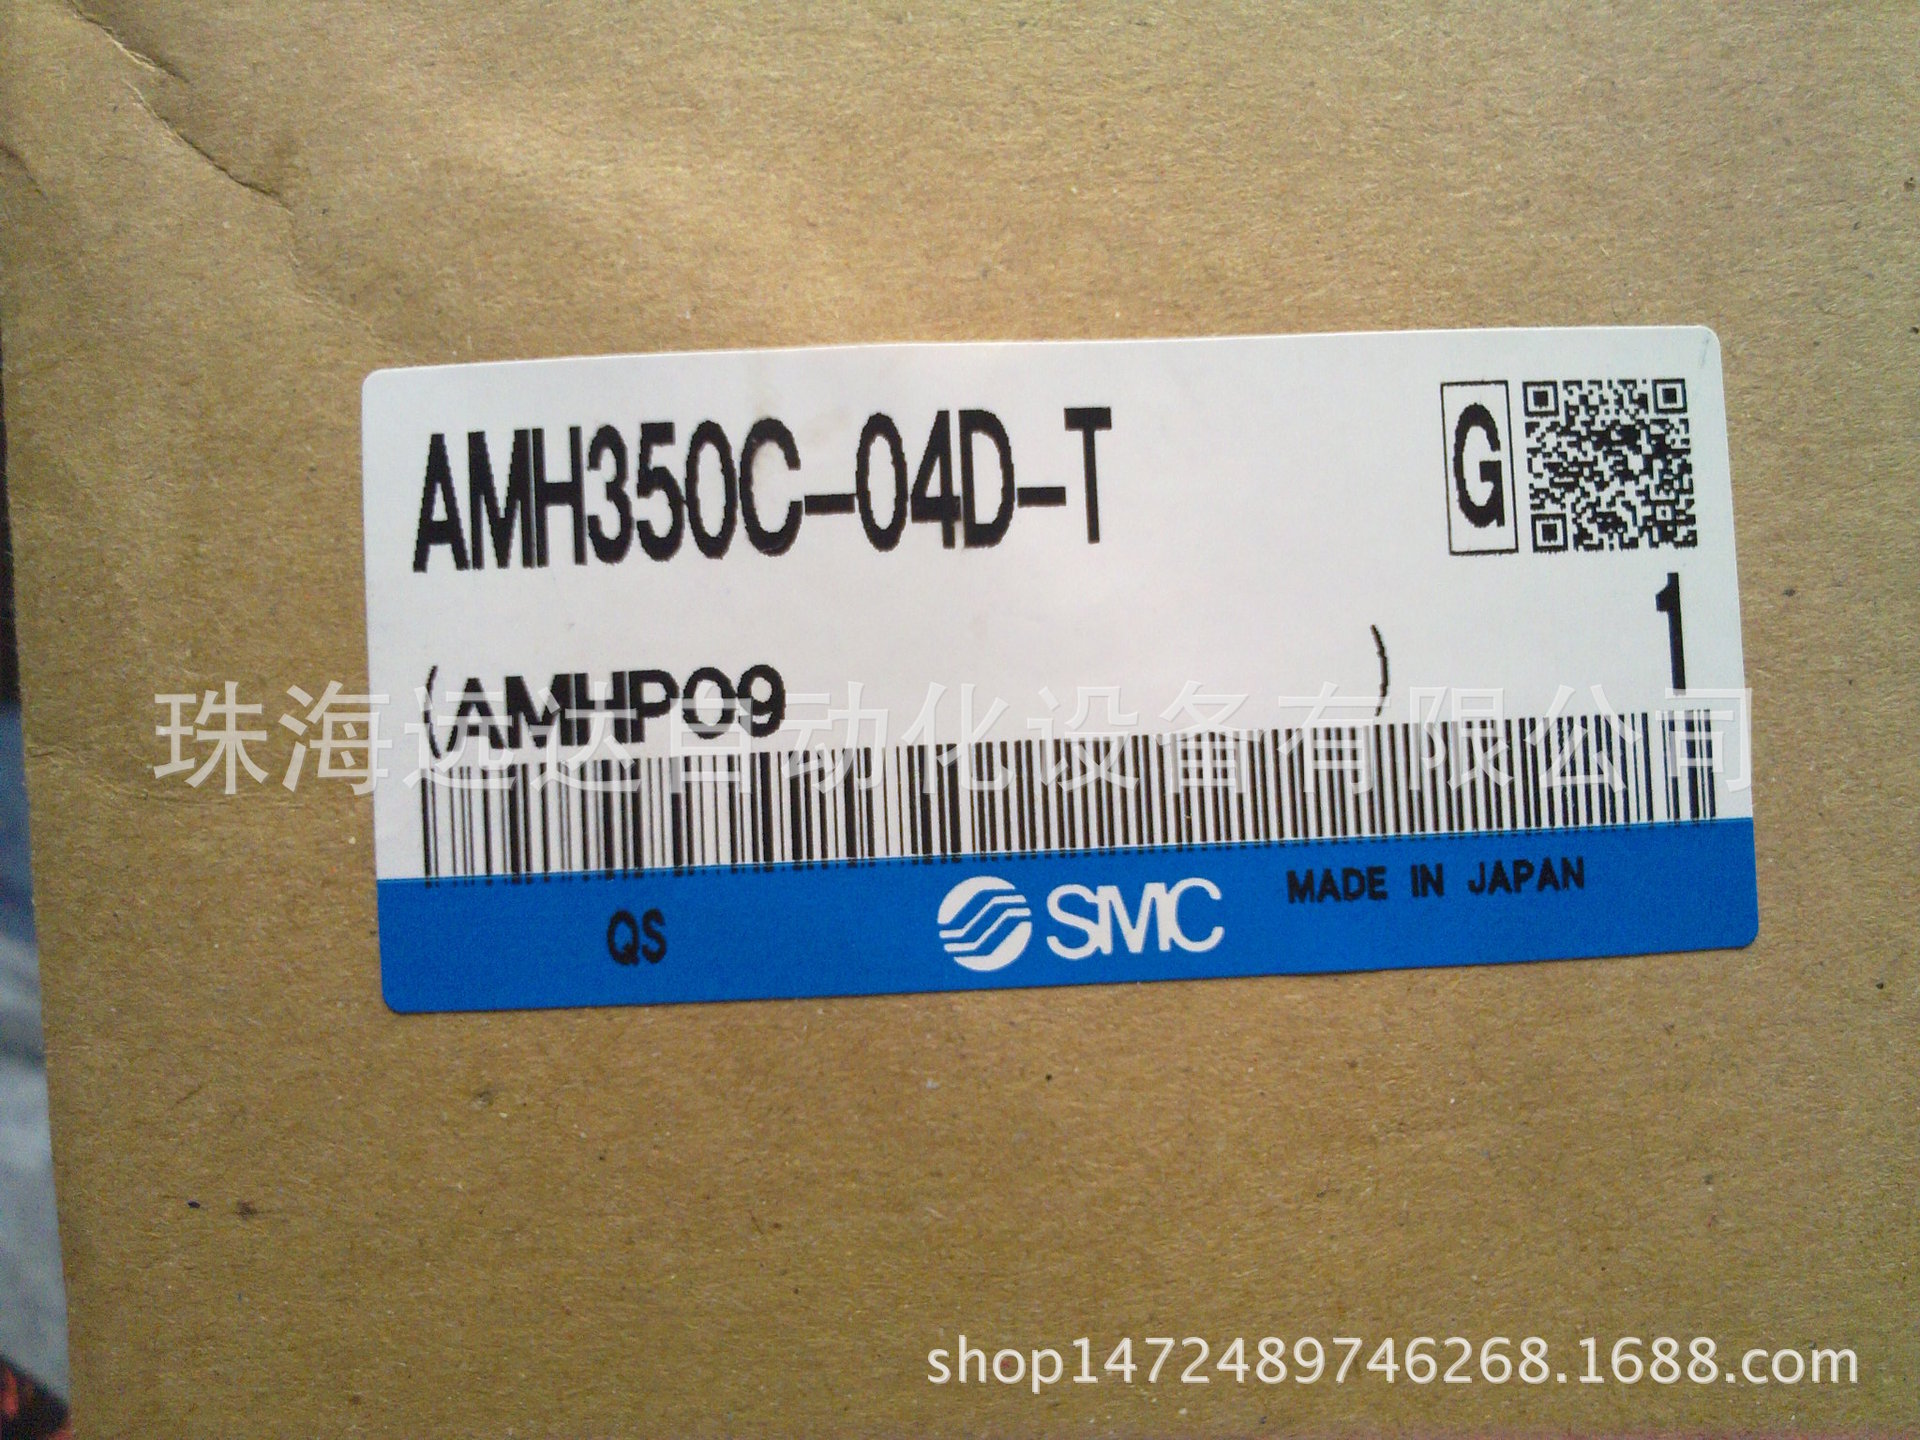 AMH350C-04D-T
G
1
(AMHP09 )
珠海远达自动化设备有限公司
QS
SMC
MADE IN JAPAN
shop1472489746268.1688.com